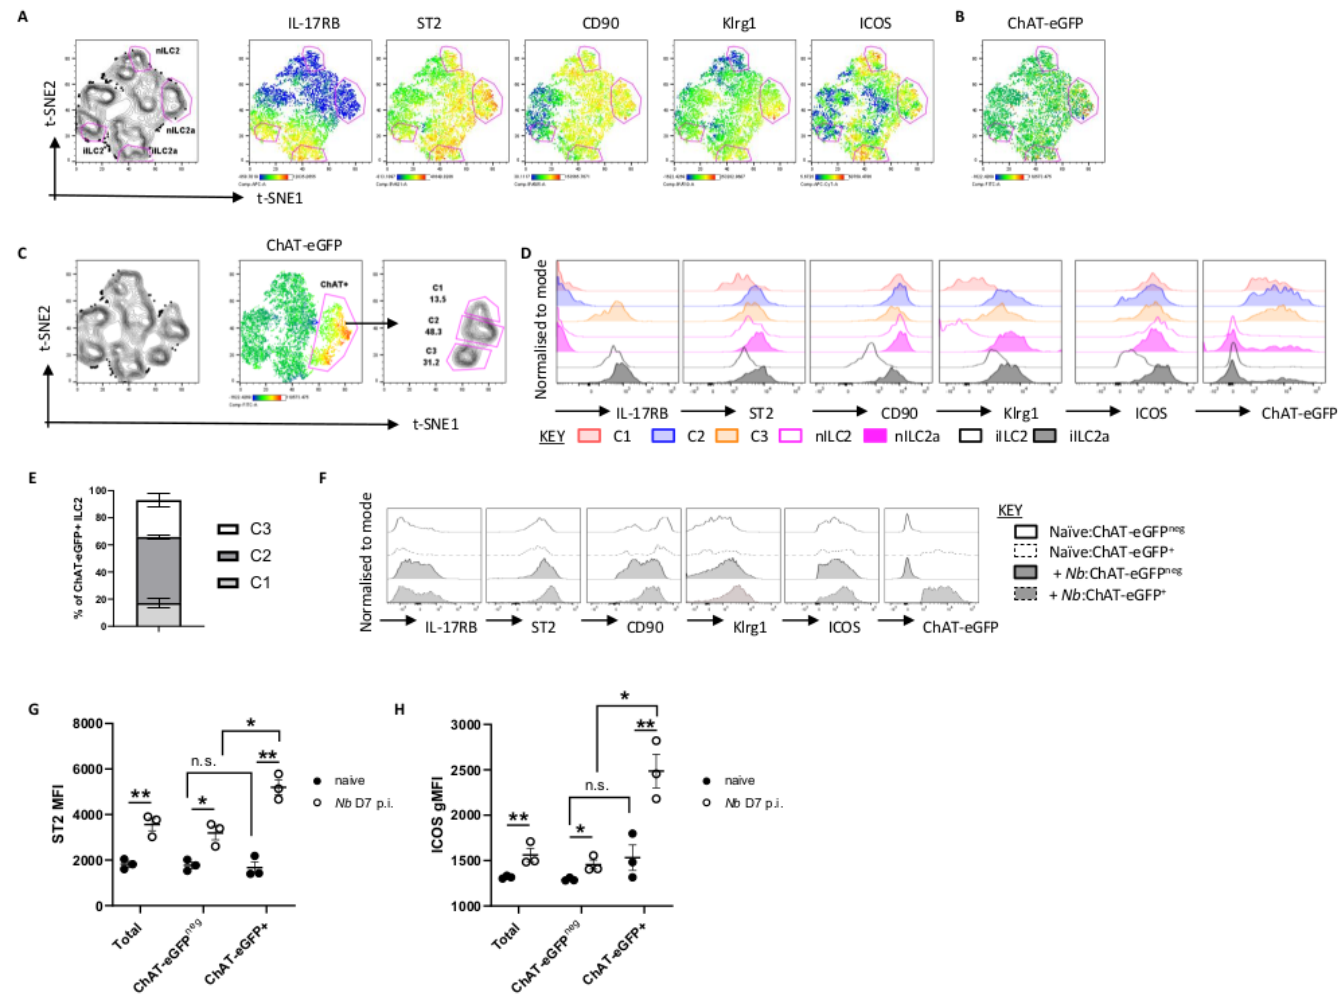 A
IL-17RB
ST2
CD90
Klrg1
ICOS
B
ChAT-eGFP
t-SNE2
nILC2
nILC2a
iILC2
iILC2a
t-SNE1
C
ChAT-eGFP
t-SNE2
ChAT+
C1
13.5
C2
48.3
C3
31.2
t-SNE1
D
Normalised to mode
IL-17RB
ST2
CD90
Klrg1
ICOS
ChAT-eGFP
KEY
C1
C2
C3
nILC2
nILC2a
iILC2
iILC2a
E
% of ChAT-eGFP+ ILC2
100
80
60
40
20
0
C3
C2
C1
F
Normalised to mode
IL-17RB
ST2
CD90
Klrg1
ICOS
ChAT-eGFP
KEY
Naïve:ChAT-eGFPneg
Naïve:ChAT-eGFP+
+ Nb:ChAT-eGFPneg
+ Nb:ChAT-eGFP+
G
ST2 MFI
8000
6000
4000
2000
0
**
n.s.
*
*
**
Total
ChAT-eGFPneg
ChAT-eGFP+
naive
Nb D7 p.i.
H
ICOS gMFI
3000
2500
2000
1500
1000
**
n.s.
*
*
**
Total
ChAT-eGFPneg
ChAT-eGFP+
naive
Nb D7 p.i.